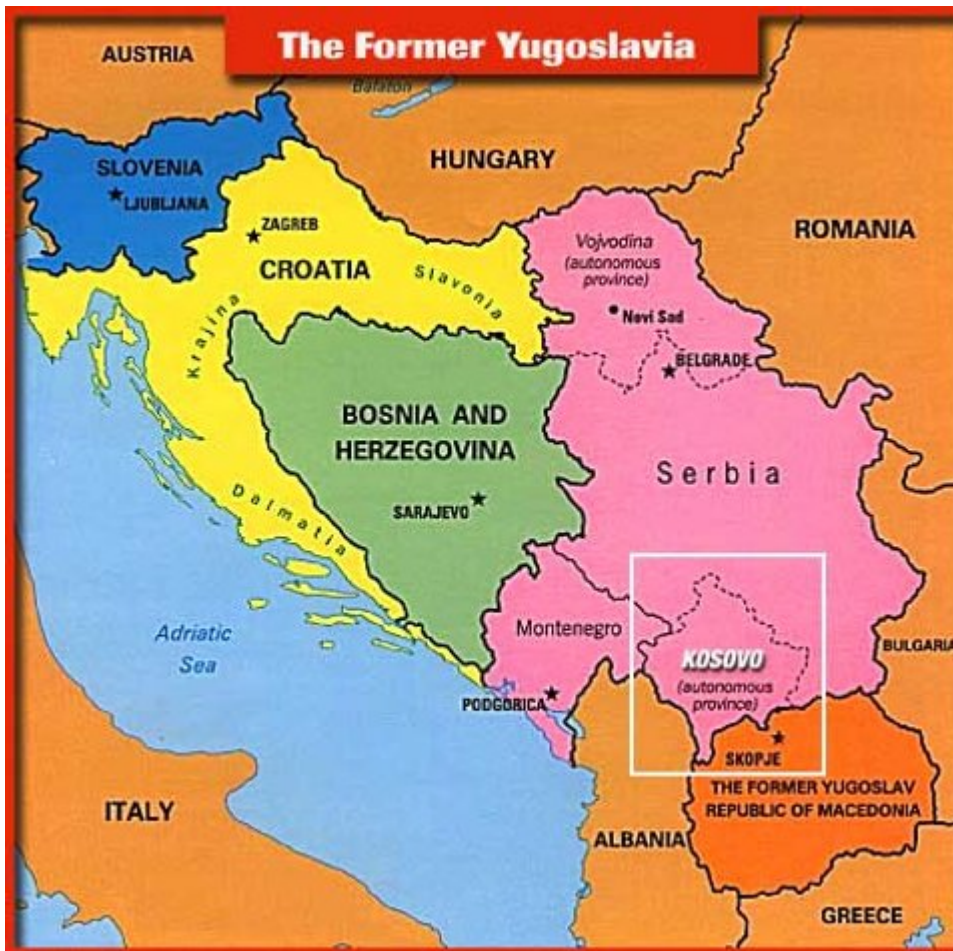 The Former Yugoslavia
AUSTRIA
Balaton
HUNGARY
SLOVENIA
LJUBLJANA
ZAGREB
CROATIA
Slavonia
Krajina
Vojvodina
(autonomous
province)
Novi Sad
BELGRADE
ROMANIA
BOSNIA AND
HERZEGOVINA
SARAJEVO
Serbia
Dalmatia
Adriatic
Sea
Montenegro
PODGORICA
KOSOVO
(autonomous
province)
BULGARIA
SKOPJE
THE FORMER YUGOSLAV
REPUBLIC OF MACEDONIA
ITALY
ALBANIA
GREECE